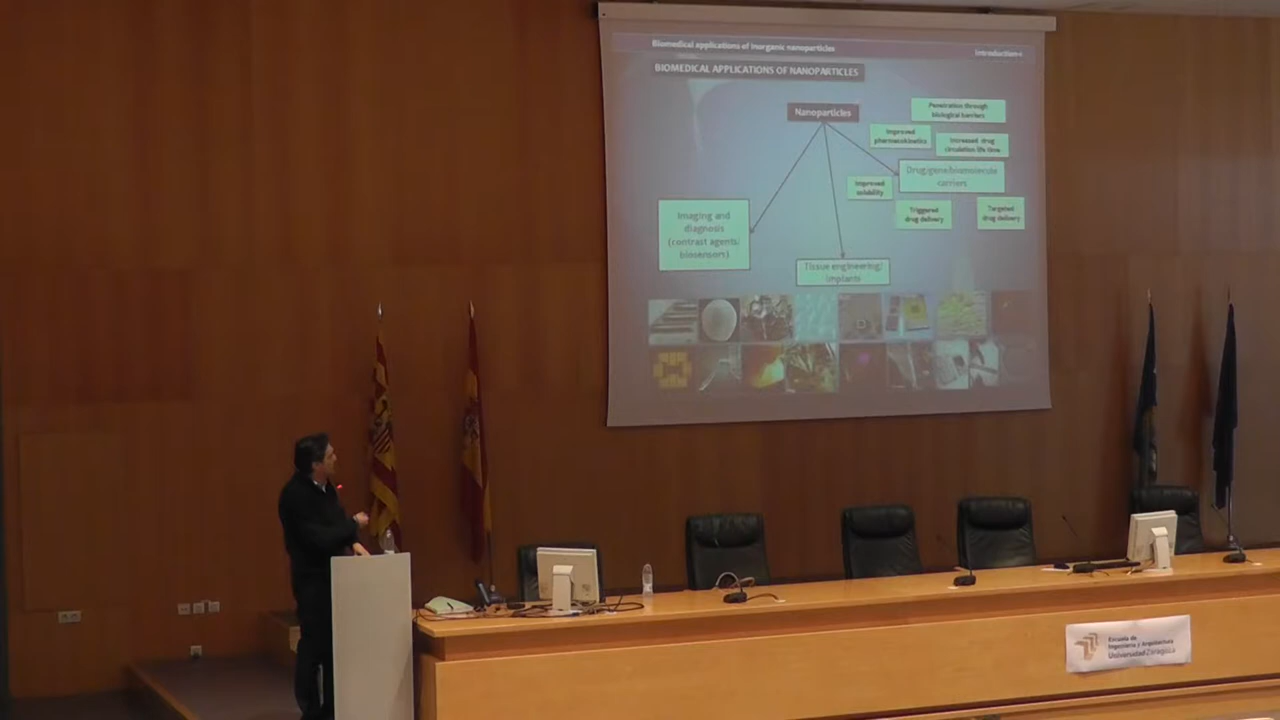 Biomedical applications of inorganic nanoparticles
Introduction
BIOMEDICAL APPLICATIONS OF NANOPARTICLES
Nanoparticles
Penetration through
biological barriers
Improved
pharmacokinetics
Increased drug
circulation life time
Drug/gene/biomolecule
carriers
Improved
solubility
Triggered
drug delivery
Targeted
drug delivery
Imaging and
diagnosis
(contrast agents/
biosensors)
Tissue engineering/
implants
Escuela de
Ingeniería y Arquitectura
Universidad Zaragoza